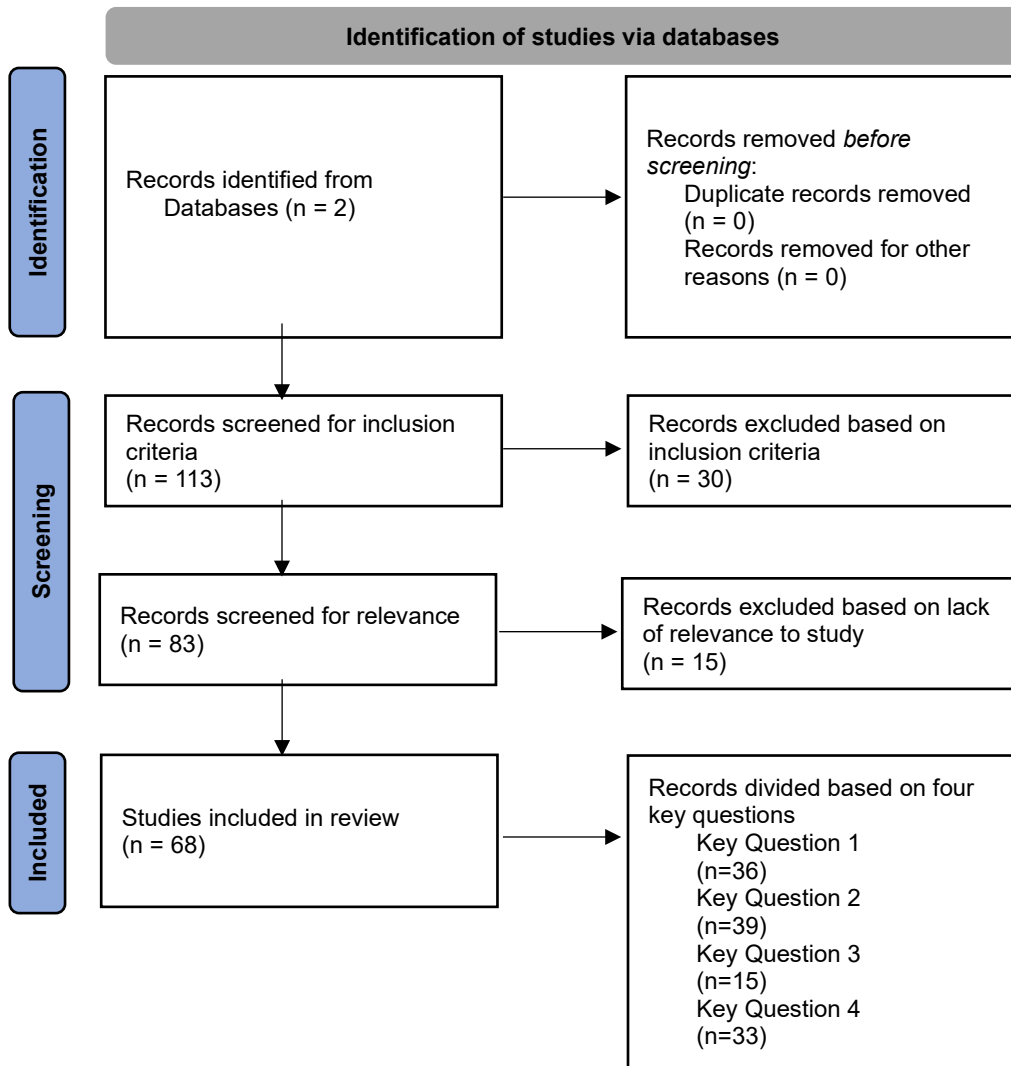 Identification of studies via databases
Identification
Records identified from
Databases (n = 2)
Records removed before
screening:
Duplicate records removed
(n = 0)
Records removed for other
reasons (n = 0)
Screening
Records screened for inclusion
criteria
(n = 113)
Records excluded based on
inclusion criteria
(n = 30)
Records screened for relevance
(n = 83)
Records excluded based on lack
of relevance to study
(n = 15)
Included
Studies included in review
(n = 68)
Records divided based on four
key questions
Key Question 1
(n=36)
Key Question 2
(n=39)
Key Question 3
(n=15)
Key Question 4
(n=33)